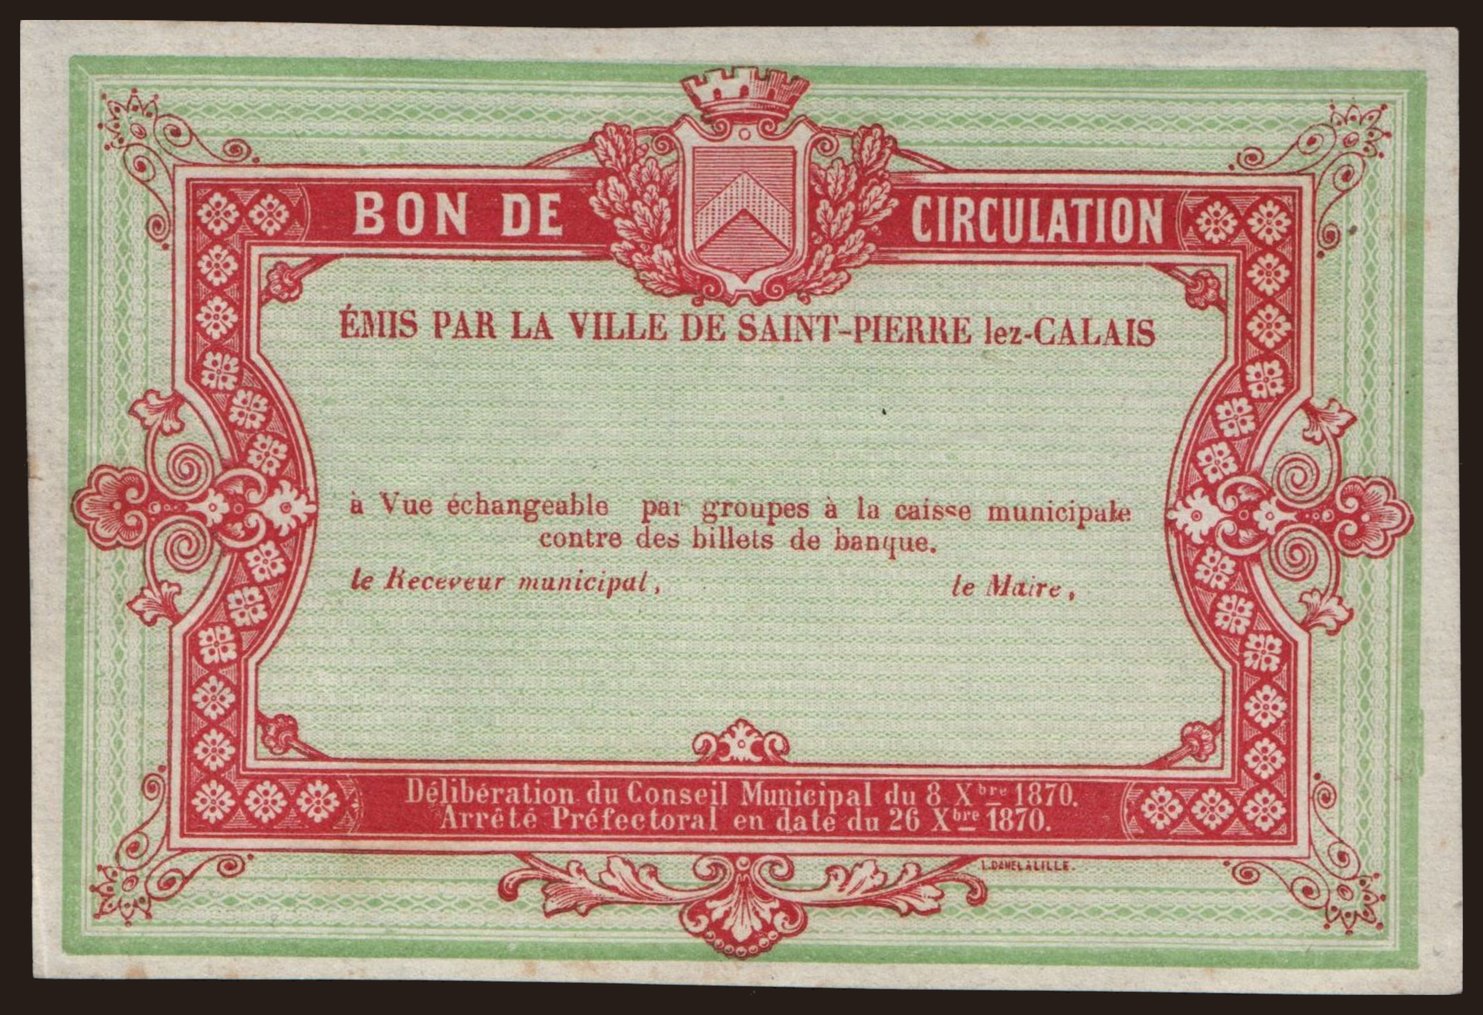 BON DE CIRCULATION
ÉMIS PAR LA VILLE DE SAINT-PIERRE lez-CALAIS
à Vue échangeable par groupes à la caisse municipale
contre des billets de banque.
le Receveur municipal, le Maire,
Délibération du Conseil Municipal du 8 Xbre 1870.
Arrêté Préfectoral en date du 26 Xbre 1870.
L. DANEL A LILLE.